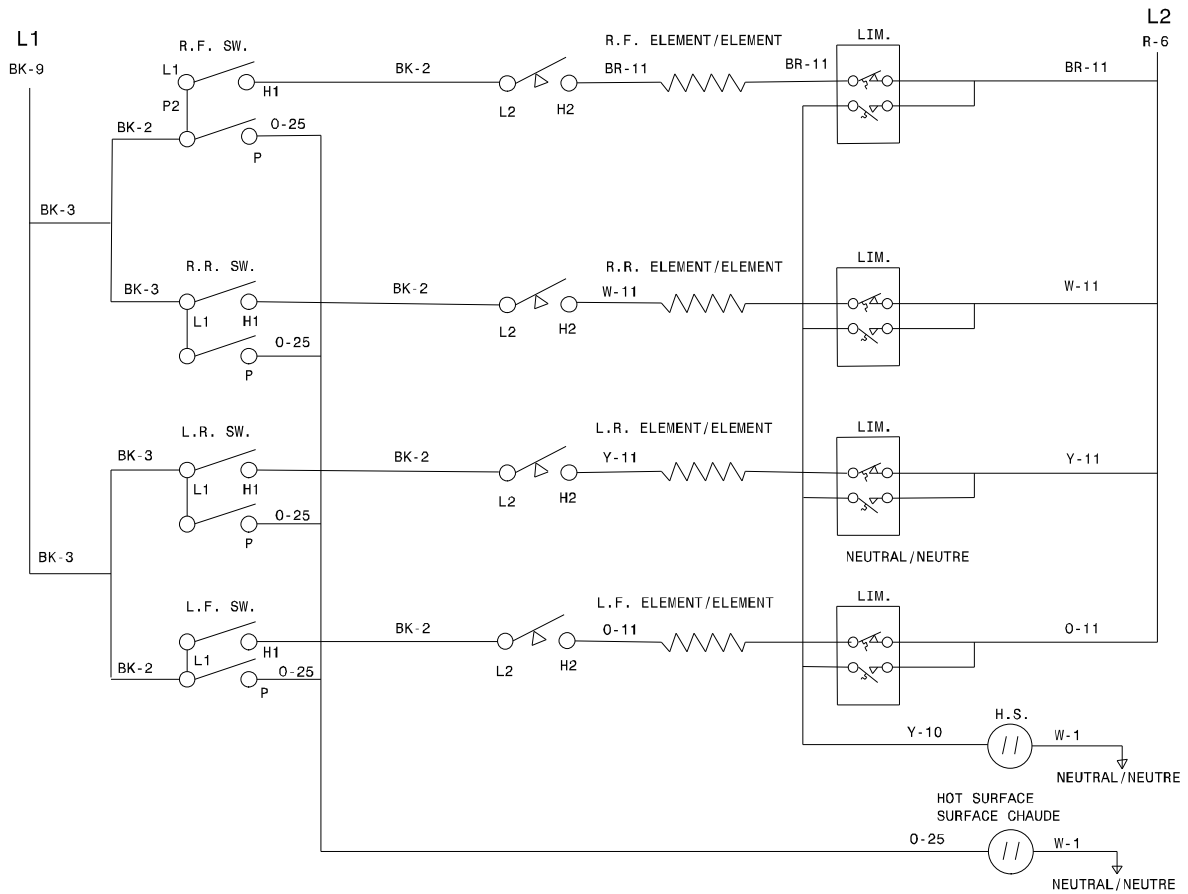 L1
BK-9
L2
R-6
R.F. SW.
L1
P2
H1
BK-2
L2
H2
R.F. ELEMENT/ELEMENT
BR-11
BR-11
LIM.
BR-11
BK-2
O-25
P
BK-3
R.R. SW.
BK-3
L1
H1
BK-2
L2
H2
R.R. ELEMENT/ELEMENT
W-11
LIM.
W-11
O-25
P
L.R. SW.
BK-3
L1
H1
BK-2
L2
H2
L.R. ELEMENT/ELEMENT
Y-11
LIM.
Y-11
O-25
P
BK-3
NEUTRAL/NEUTRE
L.F. SW.
L1
H1
BK-2
L2
H2
L.F. ELEMENT/ELEMENT
O-11
LIM.
O-11
BK-2
O-25
P
H.S.
Y-10
W-1
NEUTRAL/NEUTRE
HOT SURFACE
SURFACE CHAUDE
O-25
W-1
NEUTRAL/NEUTRE